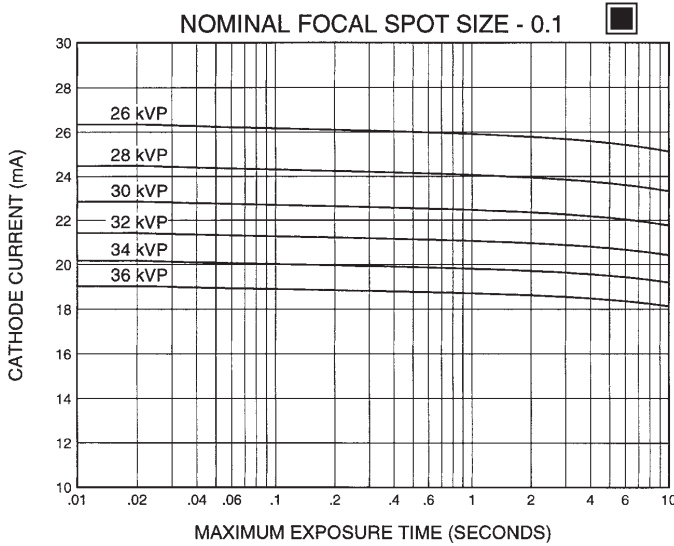 NOMINAL FOCAL SPOT SIZE - 0.1
30
28
26
24
22
20
18
16
14
12
10
CATHODE CURRENT (mA)
26 kVP
28 kVP
30 kVP
32 kVP
34 kVP
36 kVP
.01 .02 .04 .06 .1 .2 .4 .6 1 2 4 6 10
MAXIMUM EXPOSURE TIME (SECONDS)